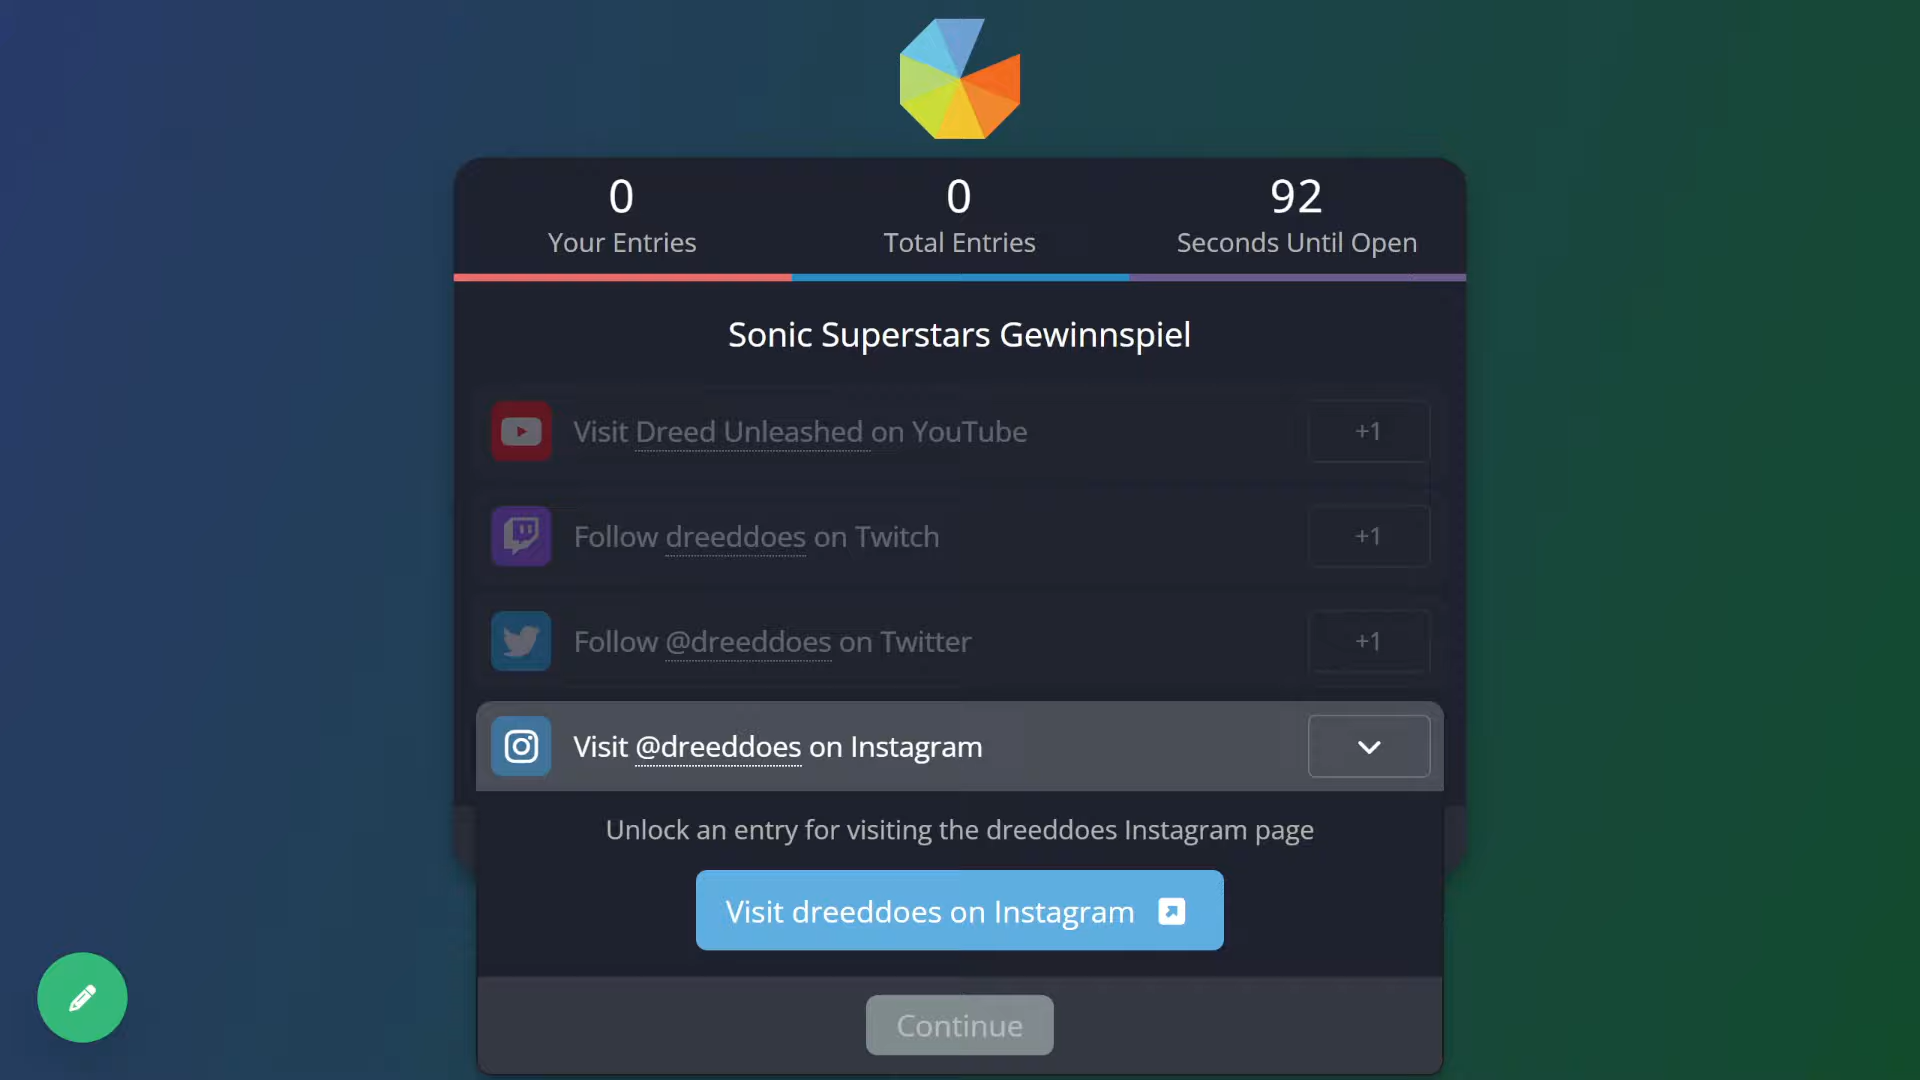 0
Your Entries
0
Total Entries
92
Seconds Until Open
Sonic Superstars Gewinnspiel
Visit Dreed Unleashed on YouTube
+1
Follow dreeddoes on Twitch
+1
Follow @dreeddoes on Twitter
+1
Visit @dreeddoes on Instagram
Unlock an entry for visiting the dreeddoes Instagram page
Visit dreeddoes on Instagram
Continue